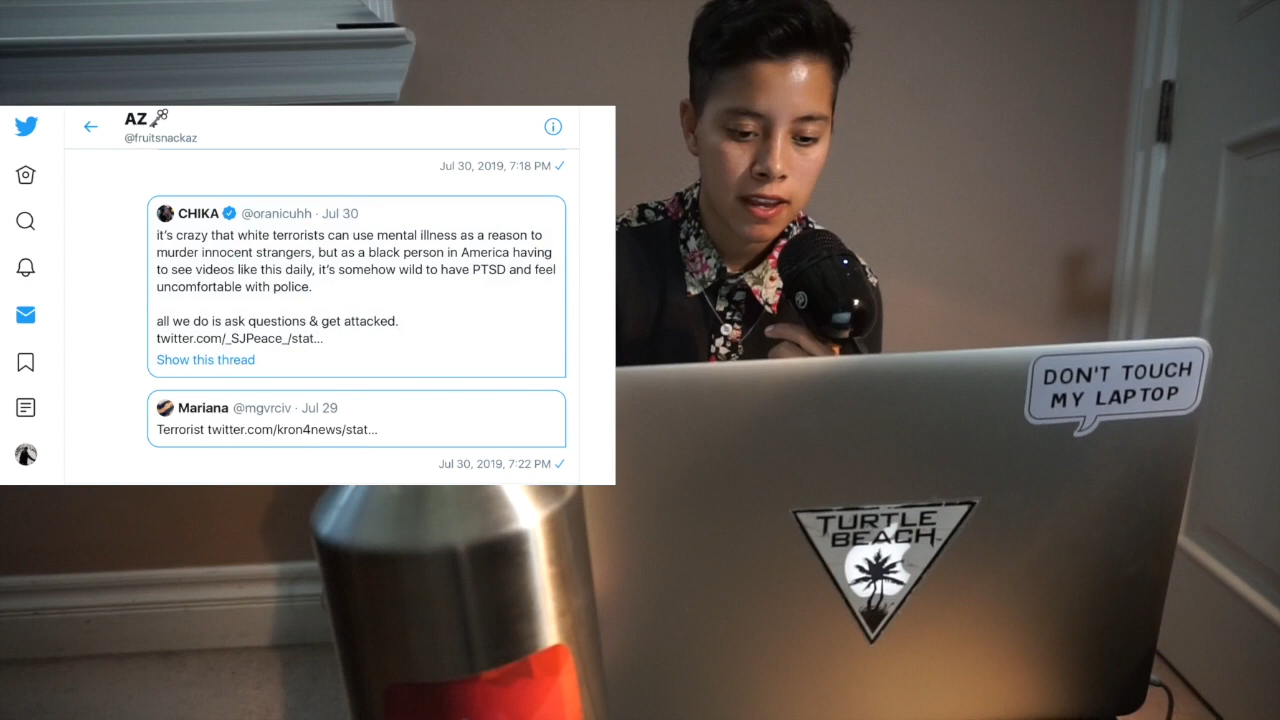 AZ
@fruitsnackaz
Jul 30, 2019, 7:18 PM ✓
CHIKA @oranicuhh · Jul 30
it's crazy that white terrorists can use mental illness as a reason to
murder innocent strangers, but as a black person in America having
to see videos like this daily, it's somehow wild to have PTSD and feel
uncomfortable with police.
all we do is ask questions & get attacked.
twitter.com/_SJPeace_/stat...
Show this thread
Mariana @mgvrciv · Jul 29
Terrorist twitter.com/kron4news/stat...
Jul 30, 2019, 7:22 PM ✓
DON'T TOUCH
MY LAPTOP
TURTLE
BEACH